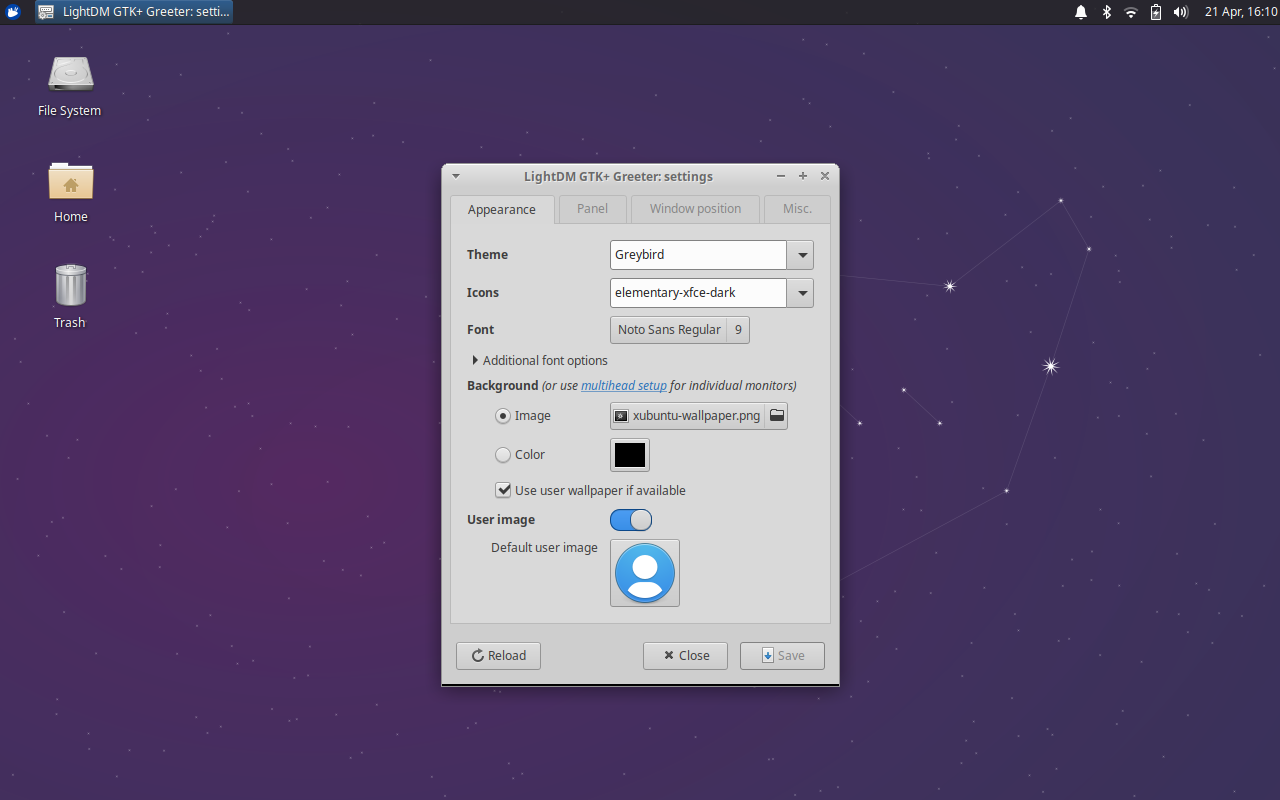 LightDM GTK+ Greeter: setti...
21 Apr, 16:10
File System
Home
Trash
LightDM GTK+ Greeter: settings
Appearance
Panel
Window position
Misc.
Theme
Greybird
Icons
elementary-xfce-dark
Font
Noto Sans Regular 9
Additional font options
Background (or use multihead setup for individual monitors)
Image
xubuntu-wallpaper.png
Color
Use user wallpaper if available
User image
Default user image
Reload
Close
Save